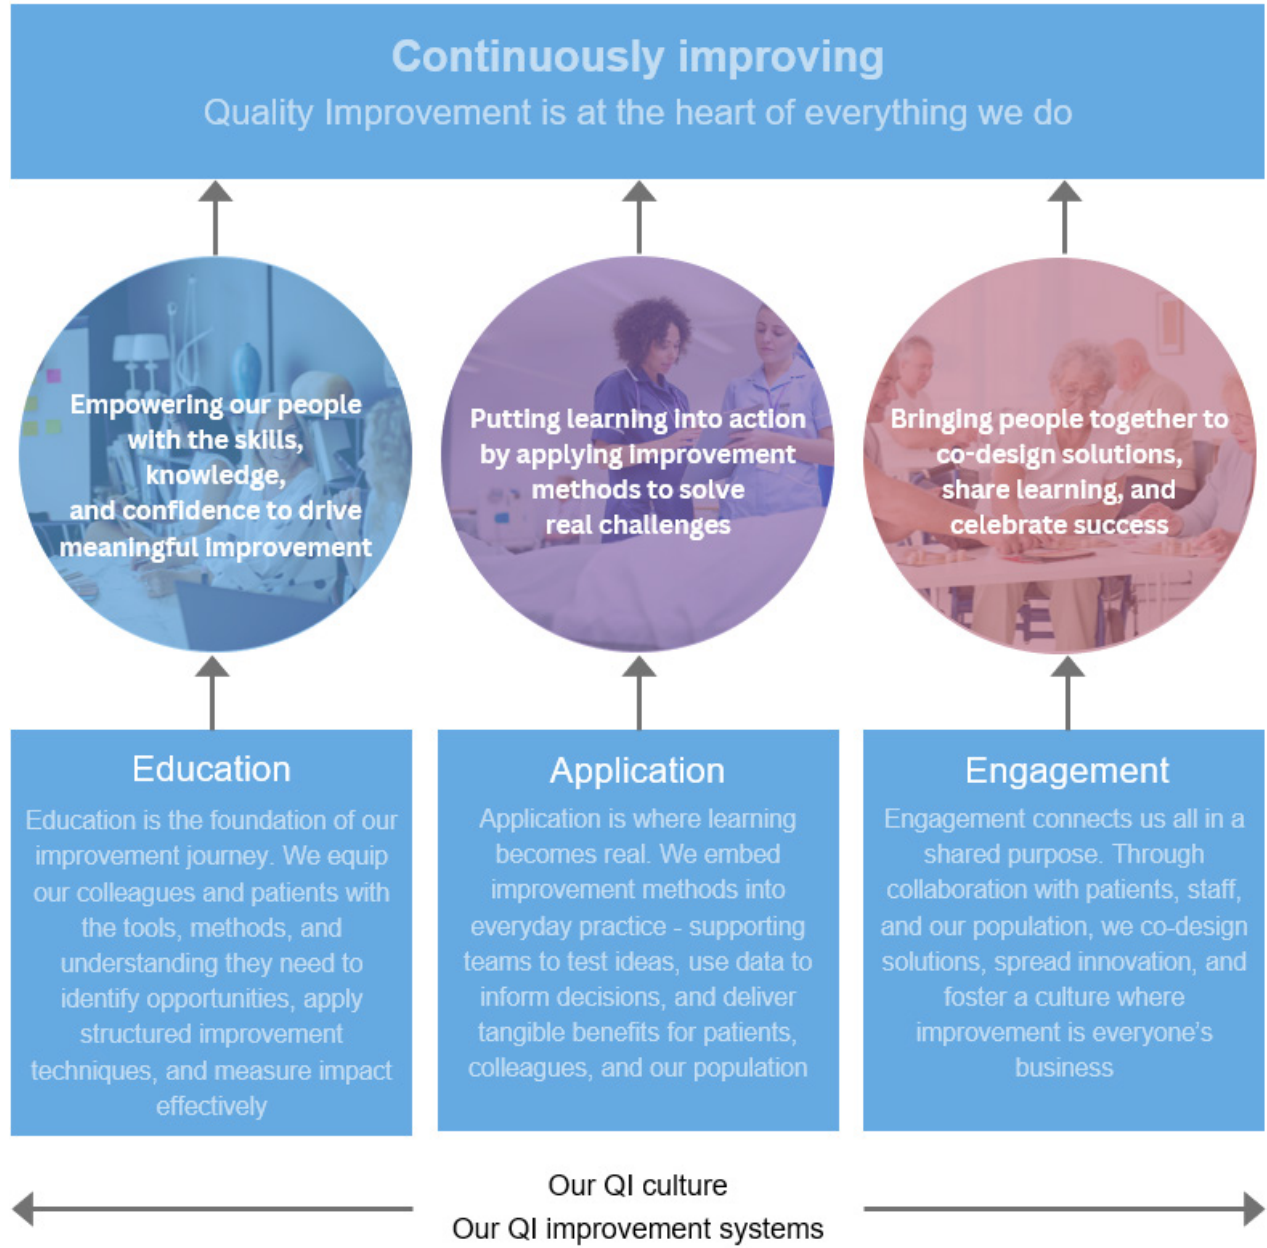 Continuously improving
Quality Improvement is at the heart of everything we do
Empowering our people
with the skills,
knowledge,
and confidence to drive
meaningful improvement
Putting learning into action
by applying improvement
methods to solve
real challenges
Bringing people together to
co-design solutions,
share learning, and
celebrate success
Education
Education is the foundation of our
improvement journey. We equip
our colleagues and patients with
the tools, methods, and
understanding they need to
identify opportunities, apply
structured improvement
techniques, and measure impact
effectively
Application
Application is where learning
becomes real. We embed
improvement methods into
everyday practice - supporting
teams to test ideas, use data to
inform decisions, and deliver
tangible benefits for patients,
colleagues, and our population
Engagement
Engagement connects us all in a
shared purpose. Through
collaboration with patients, staff,
and our population, we co-design
solutions, spread innovation, and
foster a culture where
improvement is everyone’s
business
Our QI culture
Our QI improvement systems